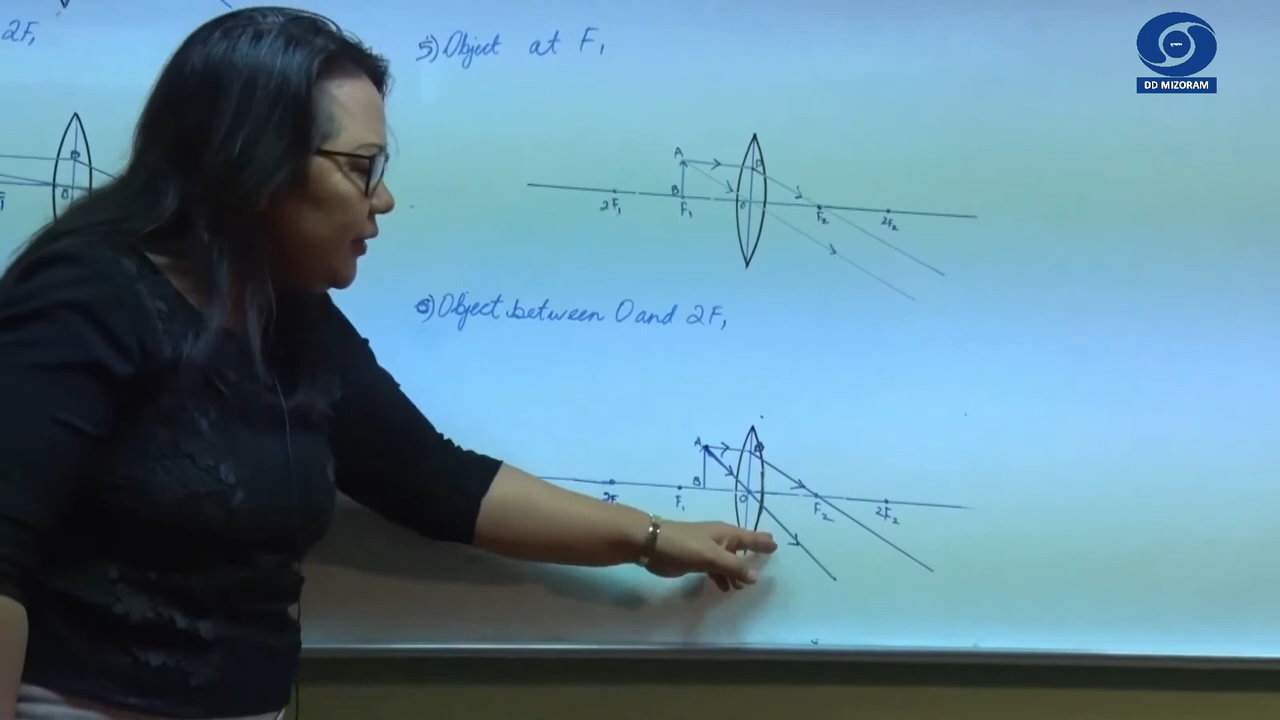 2F₁
5) Object at F₁
DD MIZORAM
A
B
2F₁
F₁
O
F₂
2F₂
6) Object between O and 2F₁
A
B
F₁
O
F₂
2F₂